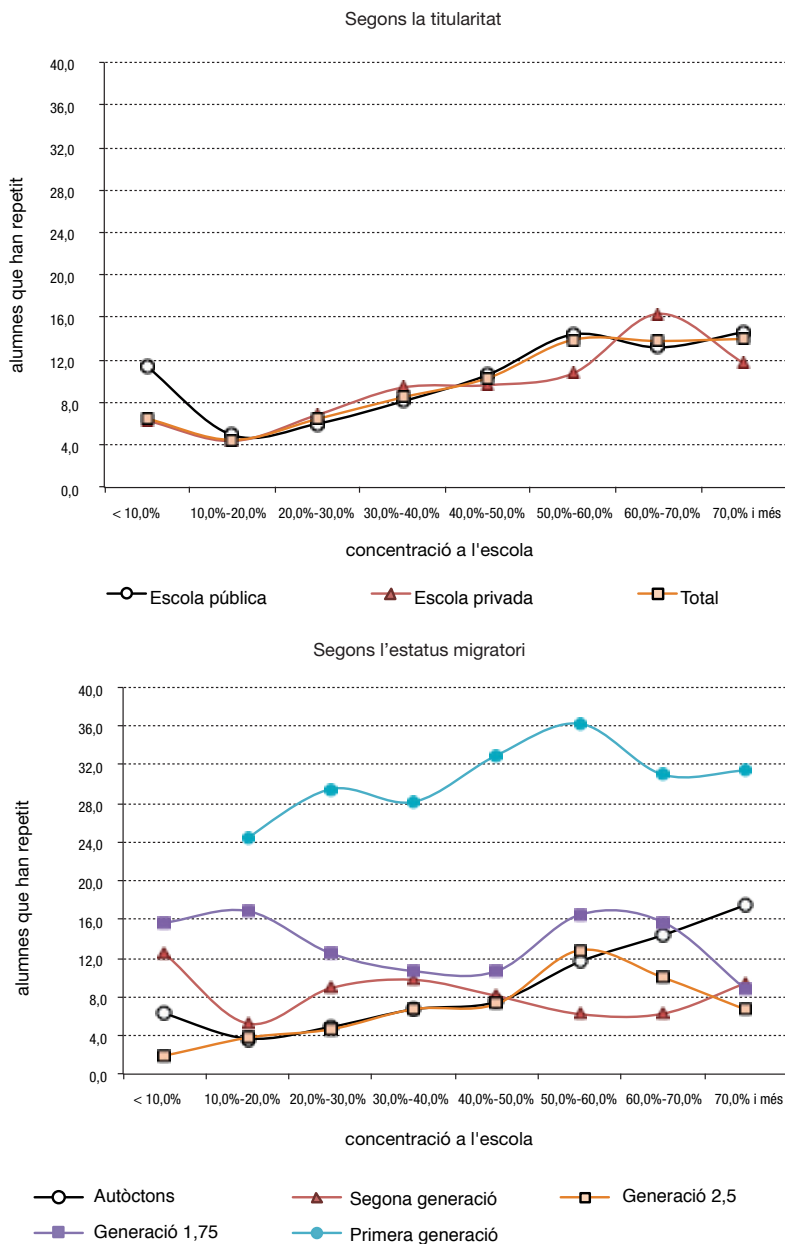 Segons la titularitat
40,0
36,0
32,0
28,0
24,0
20,0
16,0
12,0
8,0
4,0
0,0
alumnes que han repetit
< 10,0% 10,0%-20,0% 20,0%-30,0% 30,0%-40,0% 40,0%-50,0% 50,0%-60,0% 60,0%-70,0% 70,0% i més
concentració a l'escola
Escola pública Escola privada Total
Segons l’estatus migratori
40,0
36,0
32,0
28,0
24,0
20,0
16,0
12,0
8,0
4,0
0,0
alumnes que han repetit
< 10,0% 10,0%-20,0% 20,0%-30,0% 30,0%-40,0% 40,0%-50,0% 50,0%-60,0% 60,0%-70,0% 70,0% i més
concentració a l'escola
Autòctons Segona generació Generació 2,5
Generació 1,75 Primera generació